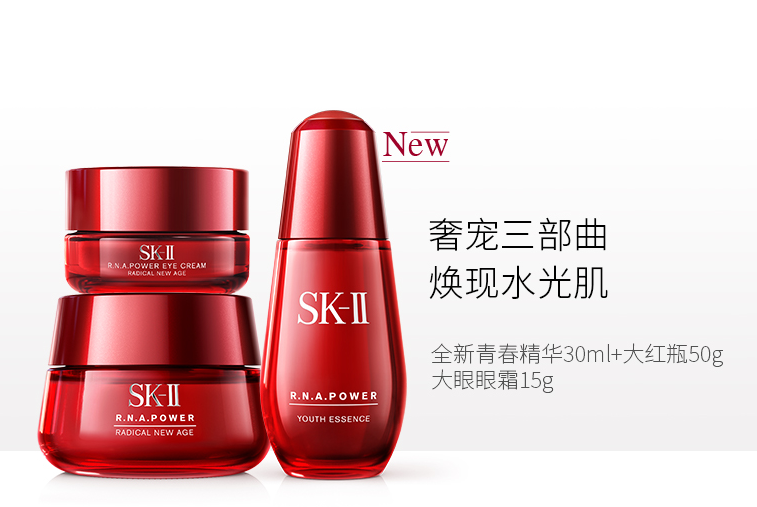 New
SK-II
R.N.A.POWER EYE CREAM
RADICAL NEW AGE
SK-II
R.N.A.POWER
RADICAL NEW AGE
SK-II
R.N.A.POWER
YOUTH ESSENCE
奢宠三部曲
焕现水光肌
全新青春精华30ml+大红瓶50g
大眼眼霜15g